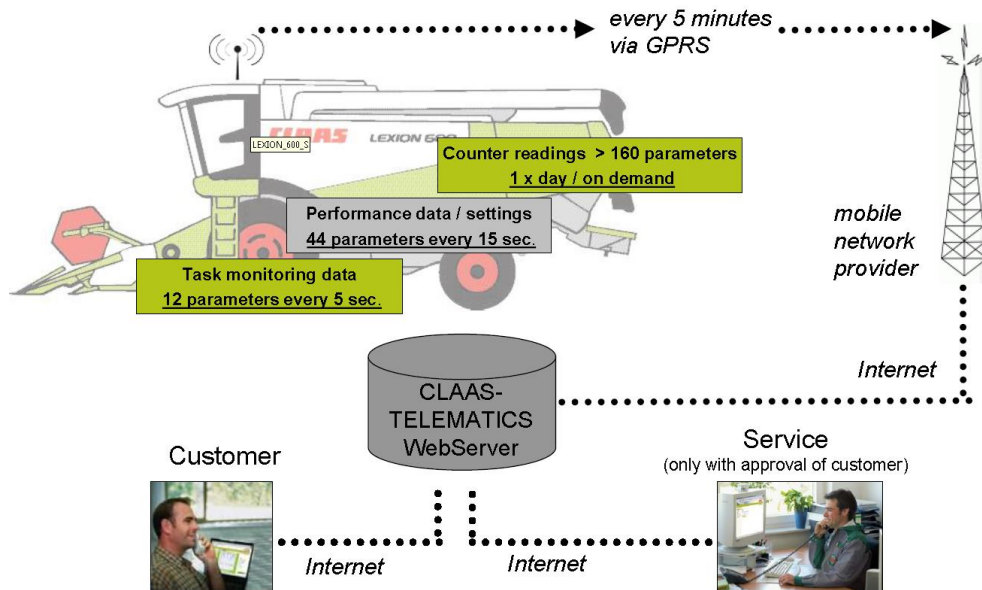 every 5 minutes
via GPRS
CLAAS
LEXION 600
LEXION_600_S
Counter readings > 160 parameters
1 x day / on demand
Performance data / settings
44 parameters every 15 sec.
Task monitoring data
12 parameters every 5 sec.
mobile
network
provider
Internet
CLAAS-
TELEMATICS
WebServer
Customer
Service
(only with approval of customer)
Internet
Internet